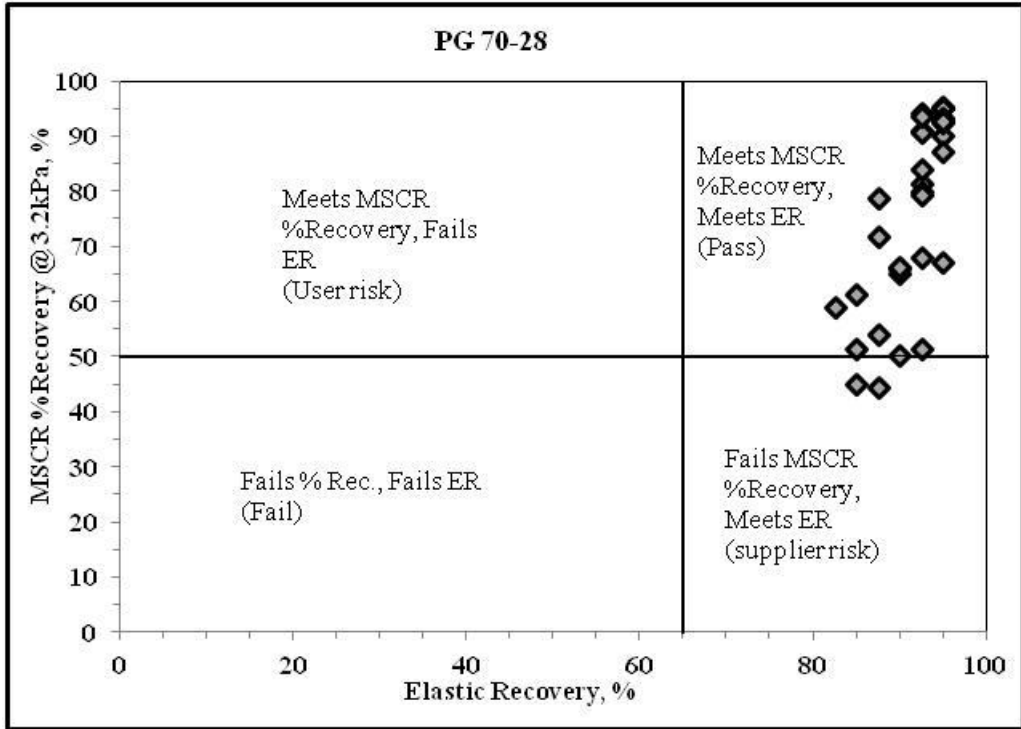 PG 70-28
MSCR %Recovery @3.2kPa, %
100
90
80
70
60
50
40
30
20
10
0
Meets MSCR
%Recovery, Fails
ER
(User risk)
Meets MSCR
%Recovery,
Meets ER
(Pass)
Fails % Rec., Fails ER
(Fail)
Fails MSCR
%Recovery,
Meets ER
(supplier risk)
0 20 40 60 80 100
Elastic Recovery, %